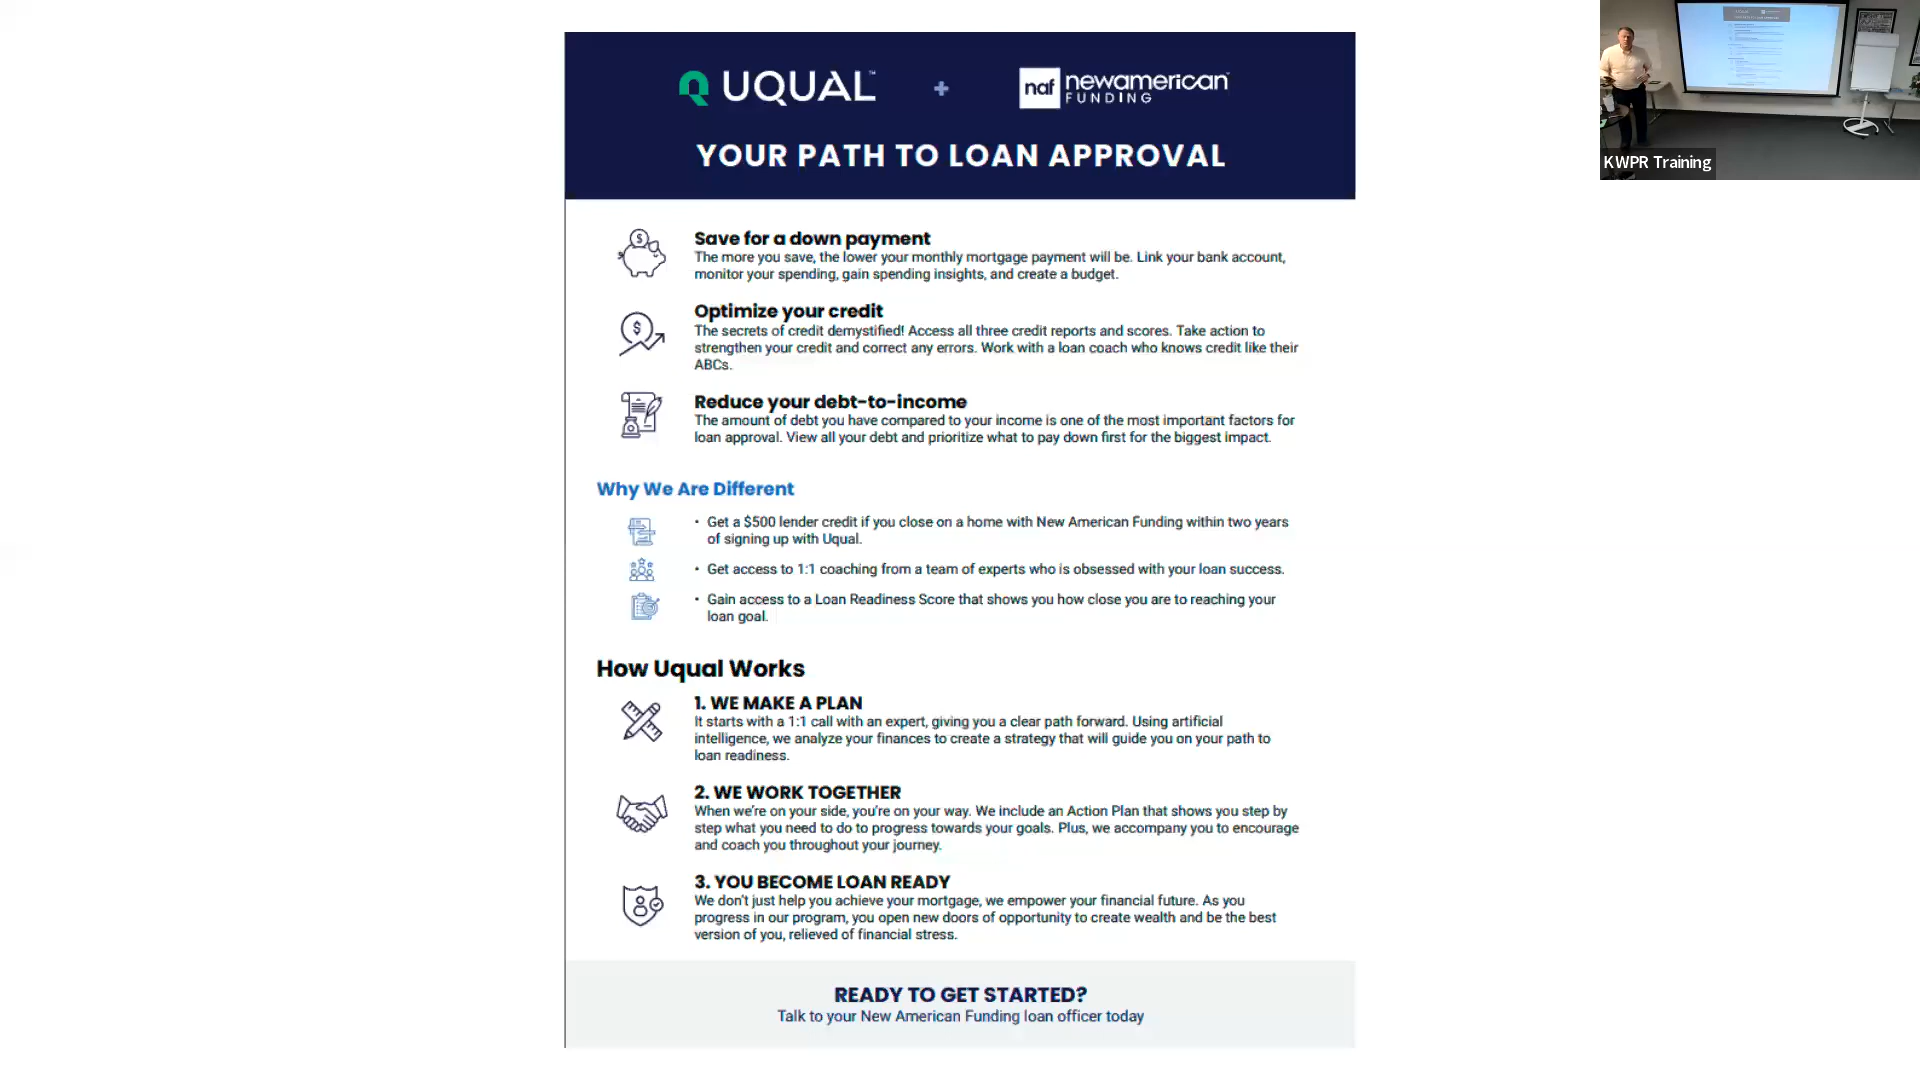 UQUAL™
+
naf newamerican
FUNDING
YOUR PATH TO LOAN APPROVAL
Save for a down payment
The more you save, the lower your monthly mortgage payment will be. Link your bank account,
monitor your spending, gain spending insights, and create a budget.
Optimize your credit
The secrets of credit demystified! Access all three credit reports and scores. Take action to
strengthen your credit and correct any errors. Work with a loan coach who knows credit like their
ABCs.
Reduce your debt-to-income
The amount of debt you have compared to your income is one of the most important factors for
loan approval. View all your debt and prioritize what to pay down first for the biggest impact.
Why We Are Different
• Get a $500 lender credit if you close on a home with New American Funding within two years
of signing up with Uqual.
• Get access to 1:1 coaching from a team of experts who is obsessed with your loan success.
• Gain access to a Loan Readiness Score that shows you how close you are to reaching your
loan goal.
How Uqual Works
1. WE MAKE A PLAN
It starts with a 1:1 call with an expert, giving you a clear path forward. Using artificial
intelligence, we analyze your finances to create a strategy that will guide you on your path to
loan readiness.
2. WE WORK TOGETHER
When we're on your side, you're on your way. We include an Action Plan that shows you step by
step what you need to do to progress towards your goals. Plus, we accompany you to encourage
and coach you throughout your journey.
3. YOU BECOME LOAN READY
We don't just help you achieve your mortgage, we empower your financial future. As you
progress in our program, you open new doors of opportunity to create wealth and be the best
version of you, relieved of financial stress.
READY TO GET STARTED?
Talk to your New American Funding loan officer today
KWPR Training